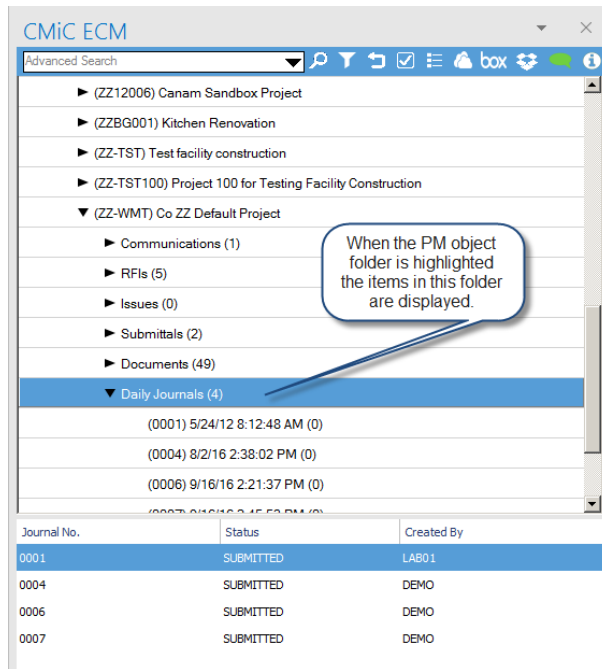 CMiC ECM
Advanced Search
box
(ZZ12006) Canam Sandbox Project
(ZZBG001) Kitchen Renovation
(ZZ-TST) Test facility construction
(ZZ-TST100) Project 100 for Testing Facility Construction
(ZZ-WMT) Co ZZ Default Project
Communications (1)
RFIs (5)
Issues (0)
Submittals (2)
Documents (49)
Daily Journals (4)
When the PM object
folder is highlighted
the items in this folder
are displayed.
(0001) 5/24/12 8:12:48 AM (0)
(0004) 8/2/16 2:38:02 PM (0)
(0006) 9/16/16 2:21:37 PM (0)
Journal No. Status Created By
0001 SUBMITTED LAB01
0004 SUBMITTED DEMO
0006 SUBMITTED DEMO
0007 SUBMITTED DEMO